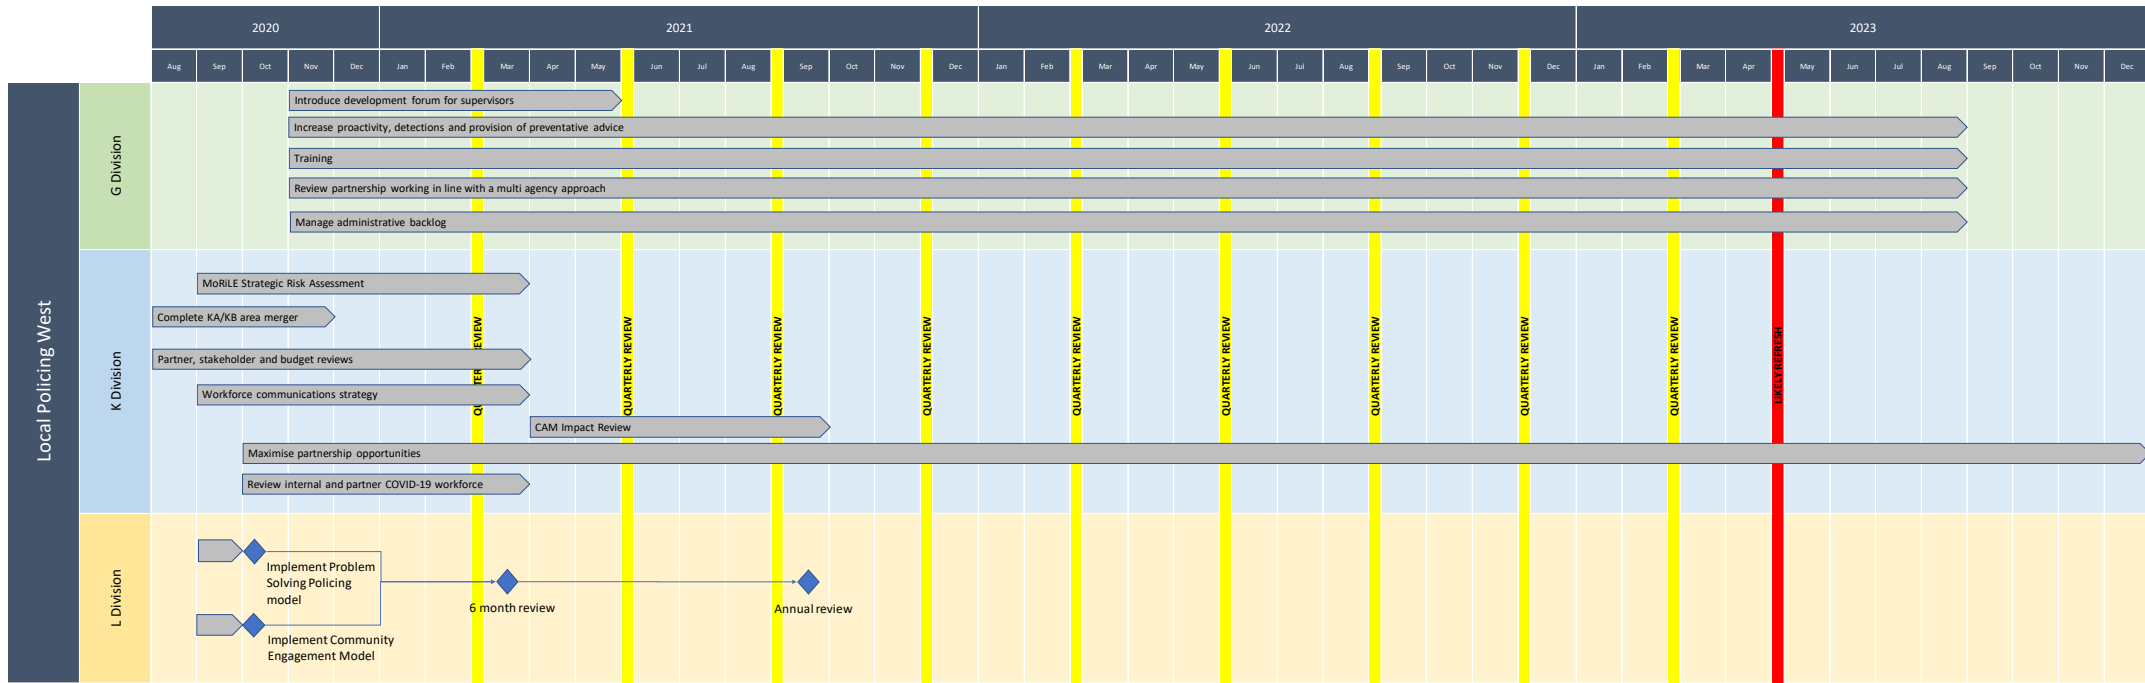 2020
2021
2022
2023
Aug Sep Oct Nov Dec Jan Feb Mar Apr May Jun Jul Aug Sep Oct Nov Dec Jan Feb Mar Apr May Jun Jul Aug Sep Oct Nov Dec Jan Feb Mar Apr May Jun Jul Aug Sep Oct Nov Dec
Local Policing West
G Division
Introduce development forum for supervisors
Increase proactivity, detections and provision of preventative advice
Training
Review partnership working in line with a multi agency approach
Manage administrative backlog
K Division
MoRiLE Strategic Risk Assessment
Complete KA/KB area merger
Partner, stakeholder and budget reviews
Workforce communications strategy
CAM Impact Review
Maximise partnership opportunities
Review internal and partner COVID-19 workforce
QUARTERLY REVIEW
QUARTERLY REVIEW
QUARTERLY REVIEW
QUARTERLY REVIEW
QUARTERLY REVIEW
QUARTERLY REVIEW
QUARTERLY REVIEW
QUARTERLY REVIEW
QUARTERLY REVIEW
LIKELY REFRESH
L Division
Implement Problem
Solving Policing
model
Implement Community
Engagement Model
6 month review
Annual review